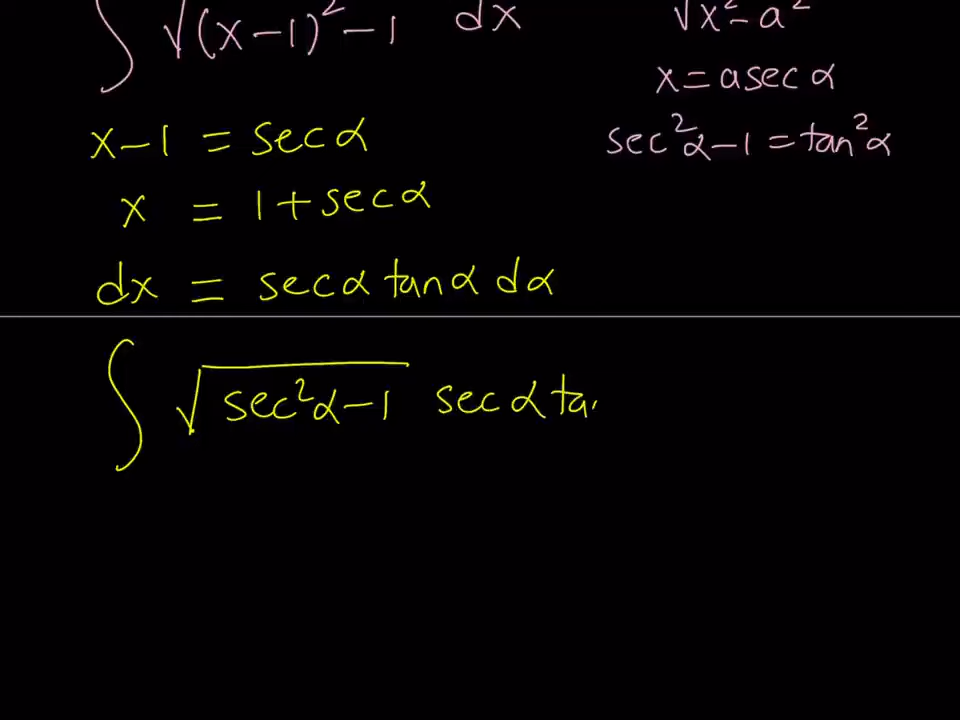 ∫ √(x-1)²-1 dx
√x²-a²
x=a sec α
x-1 = sec α
sec²α-1=tan²α
x = 1+sec α
dx = sec α tan α dα
∫ √sec²α-1 sec α ta